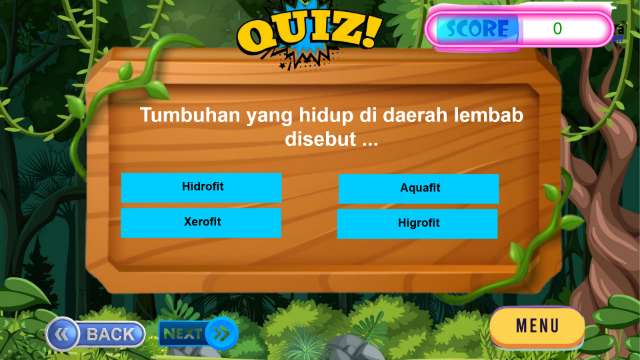 QUIZ!
SCORE 0
Tumbuhan yang hidup di daerah lembab
disebut ...
Hidrofit
Aquafit
Xerofit
Higrofit
BACK
NEXT
MENU